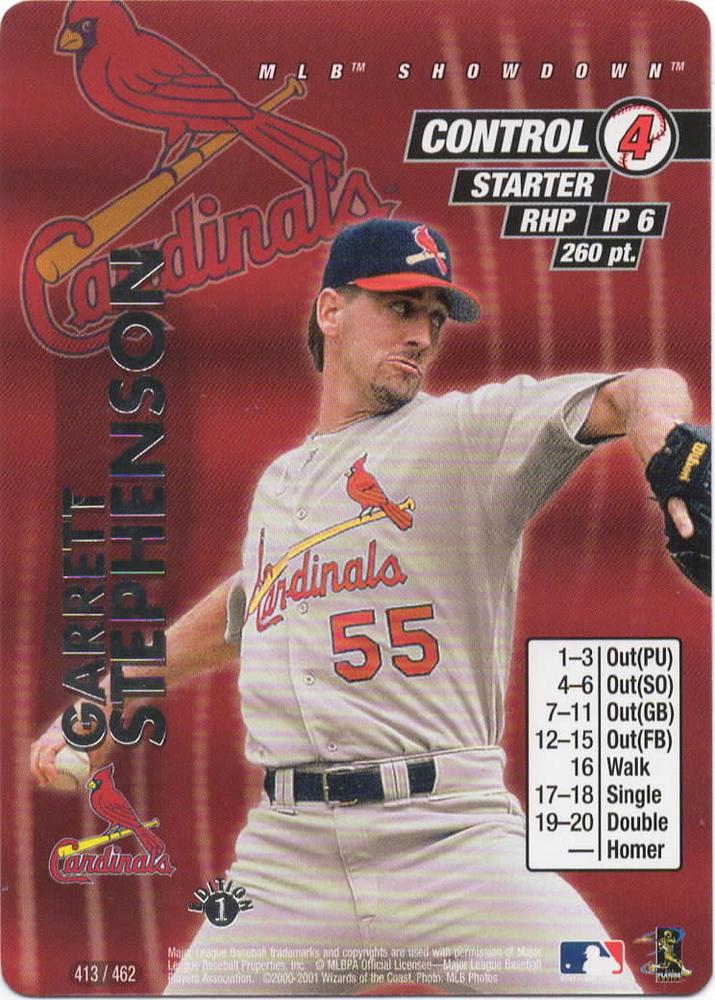 MLB™ SHOWDOWN™
Cardinals
CONTROL 4
STARTER
RHP IP 6
260 pt.
GARRETT
STEPHENSON
Wilson
Cardinals
55
1–3 Out(PU)
4–6 Out(SO)
7–11 Out(GB)
12–15 Out(FB)
16 Walk
17–18 Single
19–20 Double
— Homer
Cardinals
EDITION
1
413 / 462
Major League Baseball trademarks and copyrights are used with permission of Major
League Baseball Properties, Inc. © MLBPA Official Licensee—Major League Baseball
Players Association. ©2000-2001 Wizards of the Coast. Photo: MLB Photos